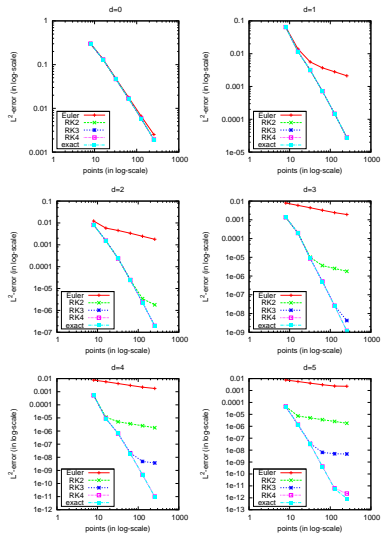 d=0
L²-error (in log-scale)
1
0.1
0.01
0.001
Euler
RK2
RK3
RK4
exact
1 10 100 1000
points (in log-scale)
d=1
L²-error (in log-scale)
0.1
0.01
0.001
0.0001
1e-05
Euler
RK2
RK3
RK4
exact
1 10 100 1000
points (in log-scale)
d=2
L²-error (in log-scale)
0.1
0.01
0.001
0.0001
1e-05
1e-06
1e-07
Euler
RK2
RK3
RK4
exact
1 10 100 1000
points (in log-scale)
d=3
L²-error (in log-scale)
0.01
0.001
0.0001
1e-05
1e-06
1e-07
1e-08
1e-09
Euler
RK2
RK3
RK4
exact
1 10 100 1000
points (in log-scale)
d=4
L²-error (in log-scale)
0.01
0.001
0.0001
1e-05
1e-06
1e-07
1e-08
1e-09
1e-10
1e-11
1e-12
Euler
RK2
RK3
RK4
exact
1 10 100 1000
points (in log-scale)
d=5
L²-error (in log-scale)
0.01
0.001
0.0001
1e-05
1e-06
1e-07
1e-08
1e-09
1e-10
1e-11
1e-12
1e-13
Euler
RK2
RK3
RK4
exact
1 10 100 1000
points (in log-scale)